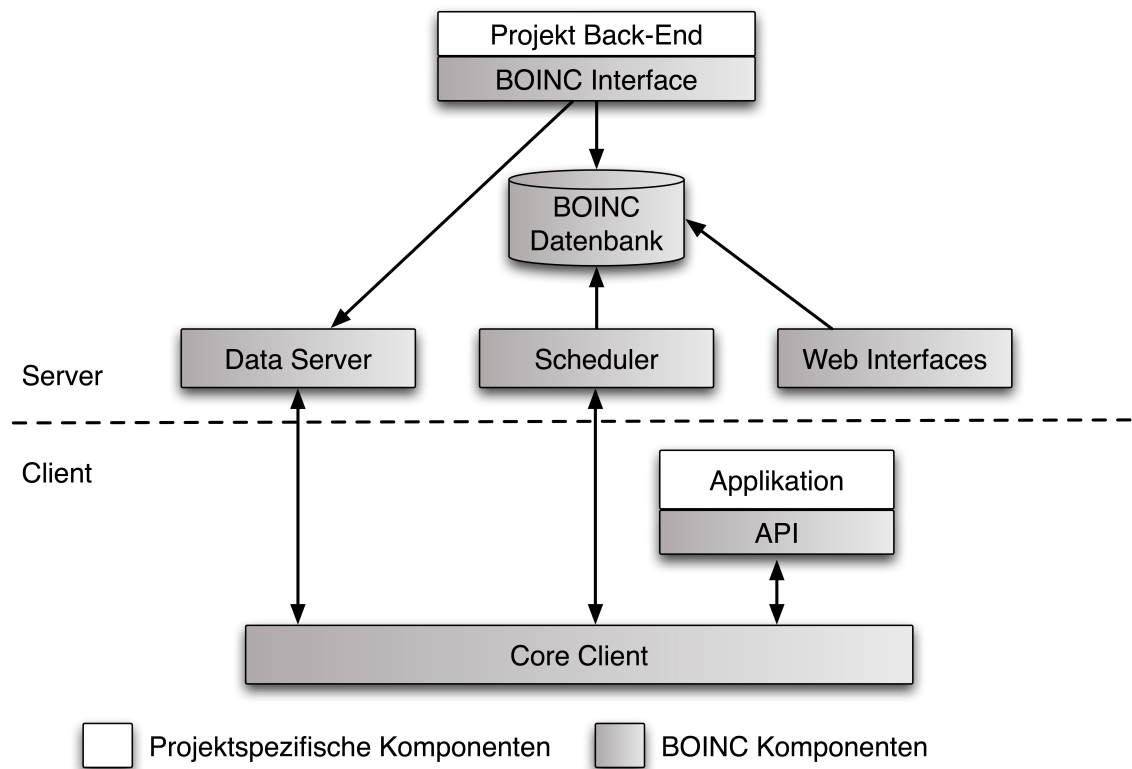 Projekt Back-End
BOINC Interface
BOINC
Datenbank
Data Server
Scheduler
Web Interfaces
Server
Client
Applikation
API
Core Client
Projektspezifische Komponenten
BOINC Komponenten